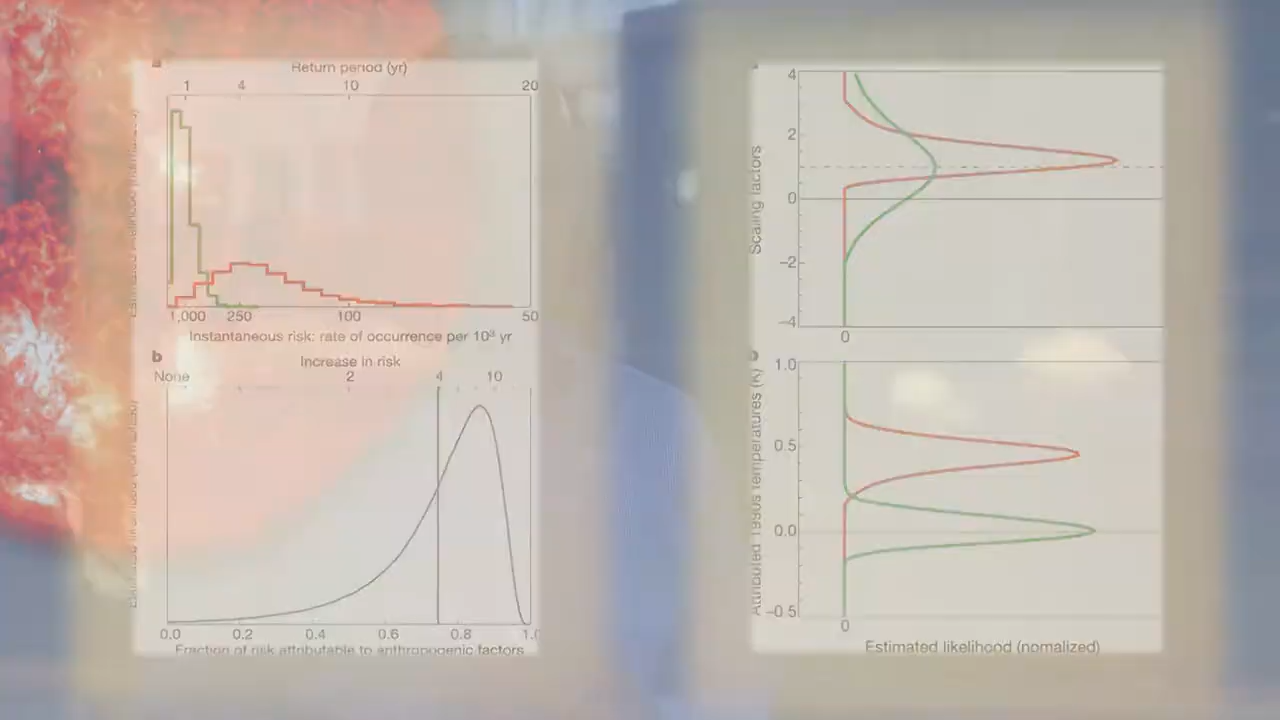 a
Return period (yr)
1 4 10 20
1,000 250 100 50
Instantaneous risk: rate of occurrence per 10³ yr
b
Increase in risk
None 2 4 10
0.0 0.2 0.4 0.6 0.8 1.0
Fraction of risk attributable to anthropogenic factors
Scaling factors
4
2
0
–2
–4
0
Attributed 1990s temperatures (K)
1.0
0.5
0.0
–0.5
0
Estimated likelihood (nomalized)